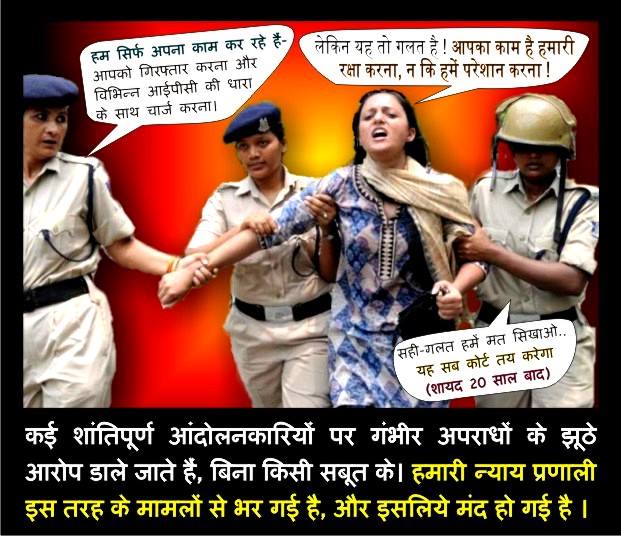 हम सिर्फ अपना काम कर रहे हैं-
आपको गिरफ्तार करना और
विभिन्न आईपीसी की धारा
के साथ चार्ज करना।
लेकिन यह तो गलत है ! आपका काम है हमारी
रक्षा करना, न कि हमें परेशान करना !
सही-गलत हमें मत सिखाओ..
यह सब कोर्ट तय करेगा
(शायद 20 साल बाद)
कई शांतिपूर्ण आंदोलनकारियों पर गंभीर अपराधों के झूठे
आरोप डाले जाते हैं, बिना किसी सबूत के। हमारी न्याय प्रणाली
इस तरह के मामलों से भर गई है, और इसलिये मंद हो गई है ।